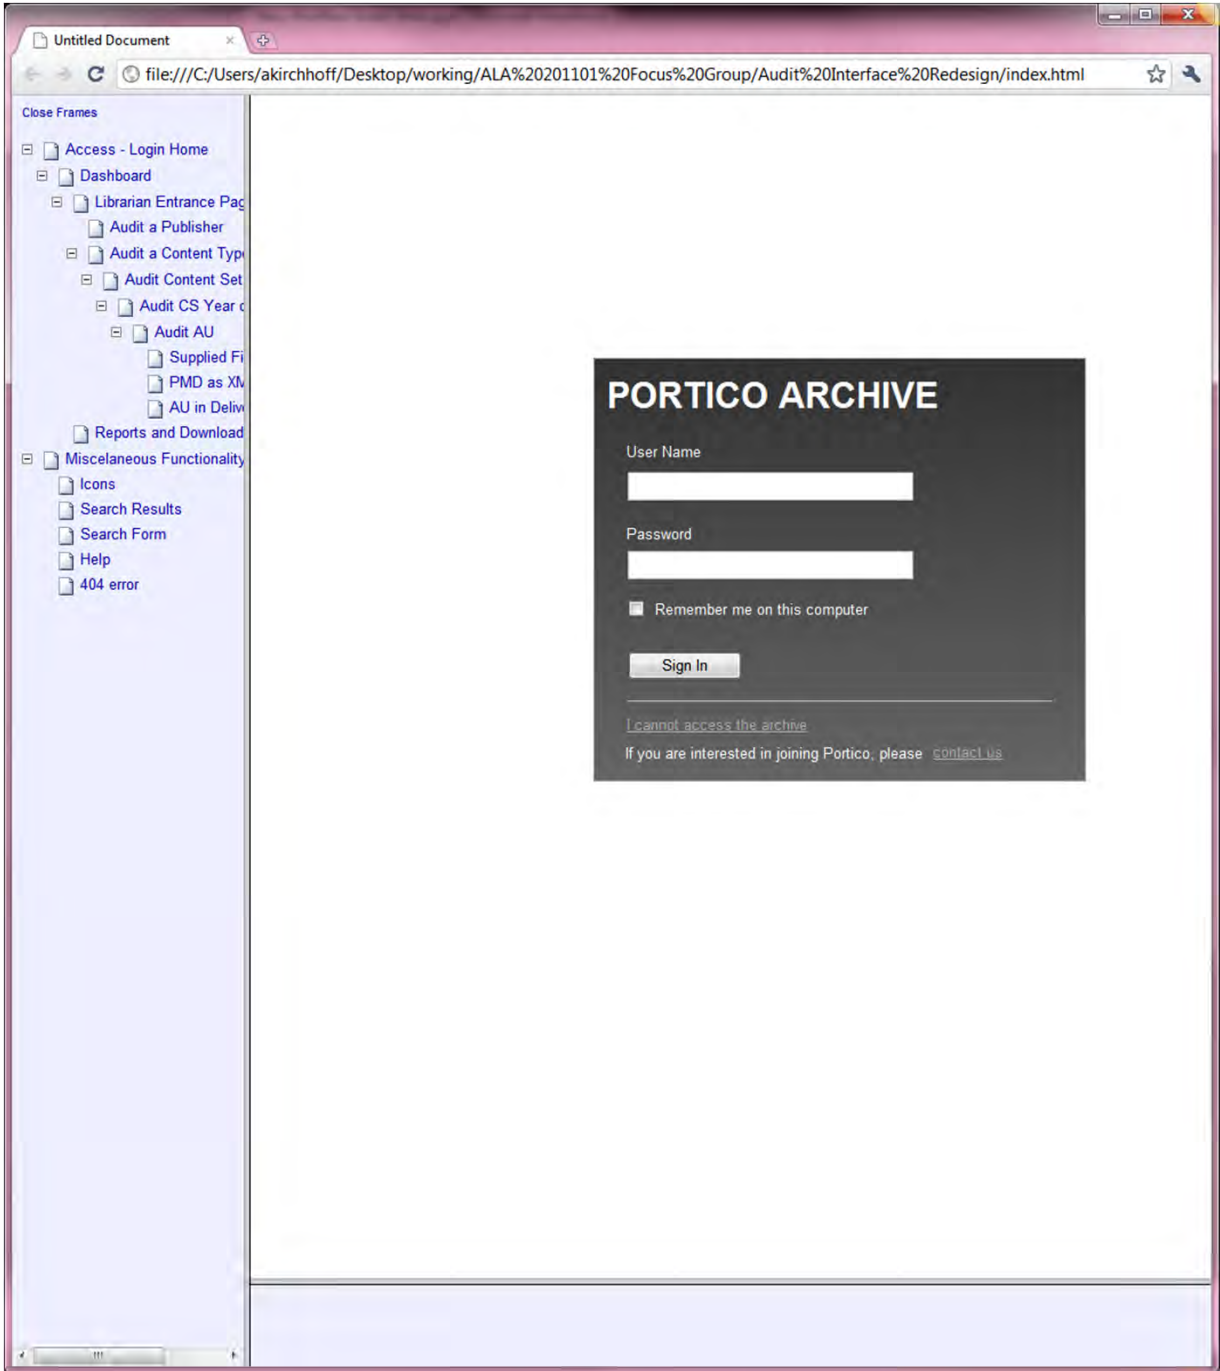 Untitled Document
file:///C:/Users/akirchhoff/Desktop/working/ALA%20201101%20Focus%20Group/Audit%20Interface%20Redesign/index.html
Close Frames
Access - Login Home
Dashboard
Librarian Entrance Pag
Audit a Publisher
Audit a Content Typ
Audit Content Set
Audit CS Year
Audit AU
Supplied Fi
PMD as XM
AU in Deliv
Reports and Download
Miscelaneous Functionality
Icons
Search Results
Search Form
Help
404 error
PORTICO ARCHIVE
User Name
Password
Remember me on this computer
Sign In
I cannot access the archive
If you are interested in joining Portico, please contact us